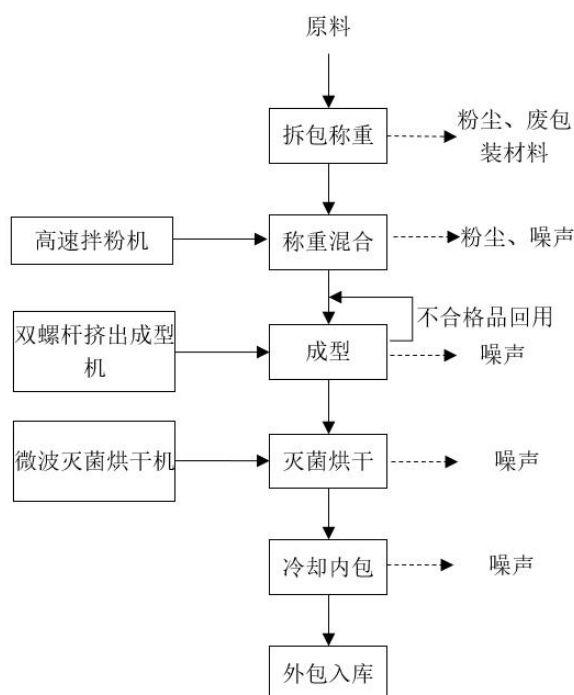 原料
拆包称重
粉尘、废包
装材料
高速拌粉机
称重混合
粉尘、噪声
不合格品回用
双螺杆挤出成型
机
成型
噪声
微波灭菌烘干机
灭菌烘干
噪声
冷却内包
噪声
外包入库